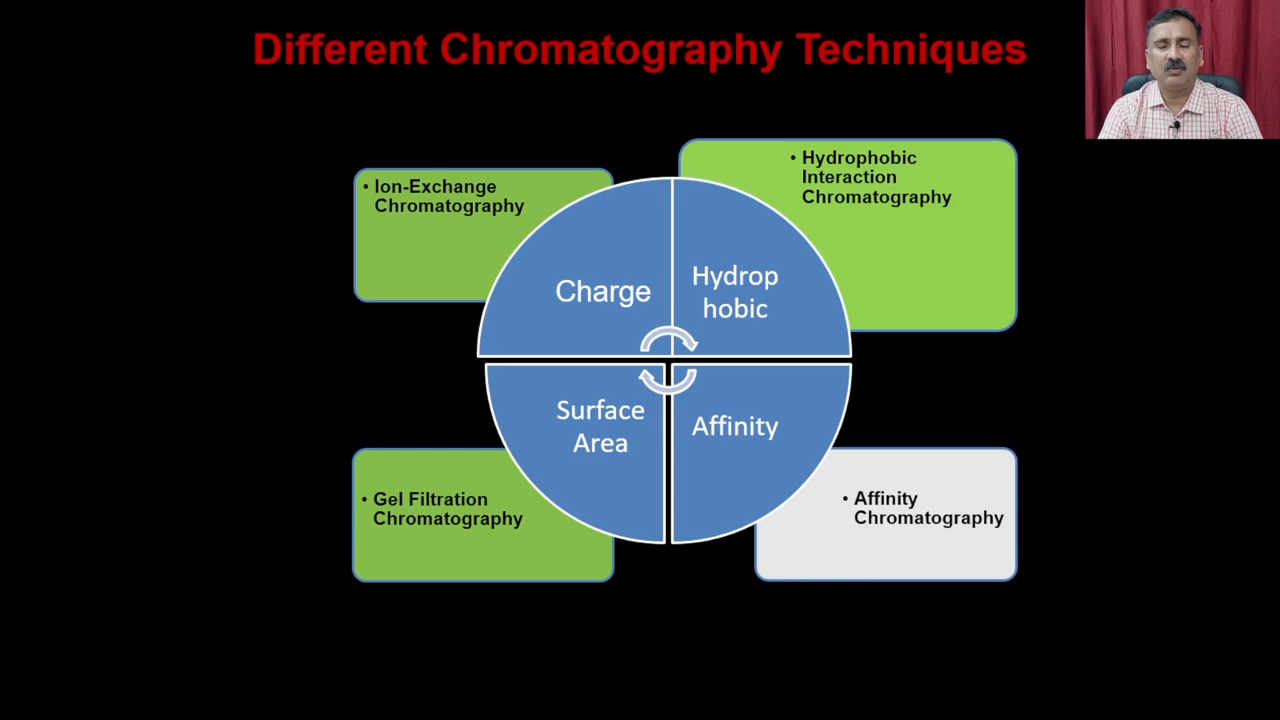 Different Chromatography Techniques
• Ion-Exchange
Chromatography
• Hydrophobic
Interaction
Chromatography
Charge
Hydrop
hobic
Surface
Area
Affinity
• Gel Filtration
Chromatography
• Affinity
Chromatography